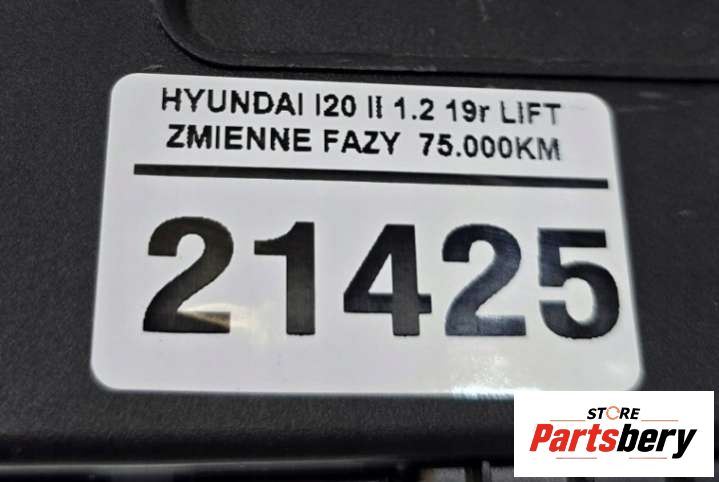 HYUNDAI I20 II 1.2 19r LIFT
ZMIENNE FAZY 75.000KM
21425
STORE
Partsbery